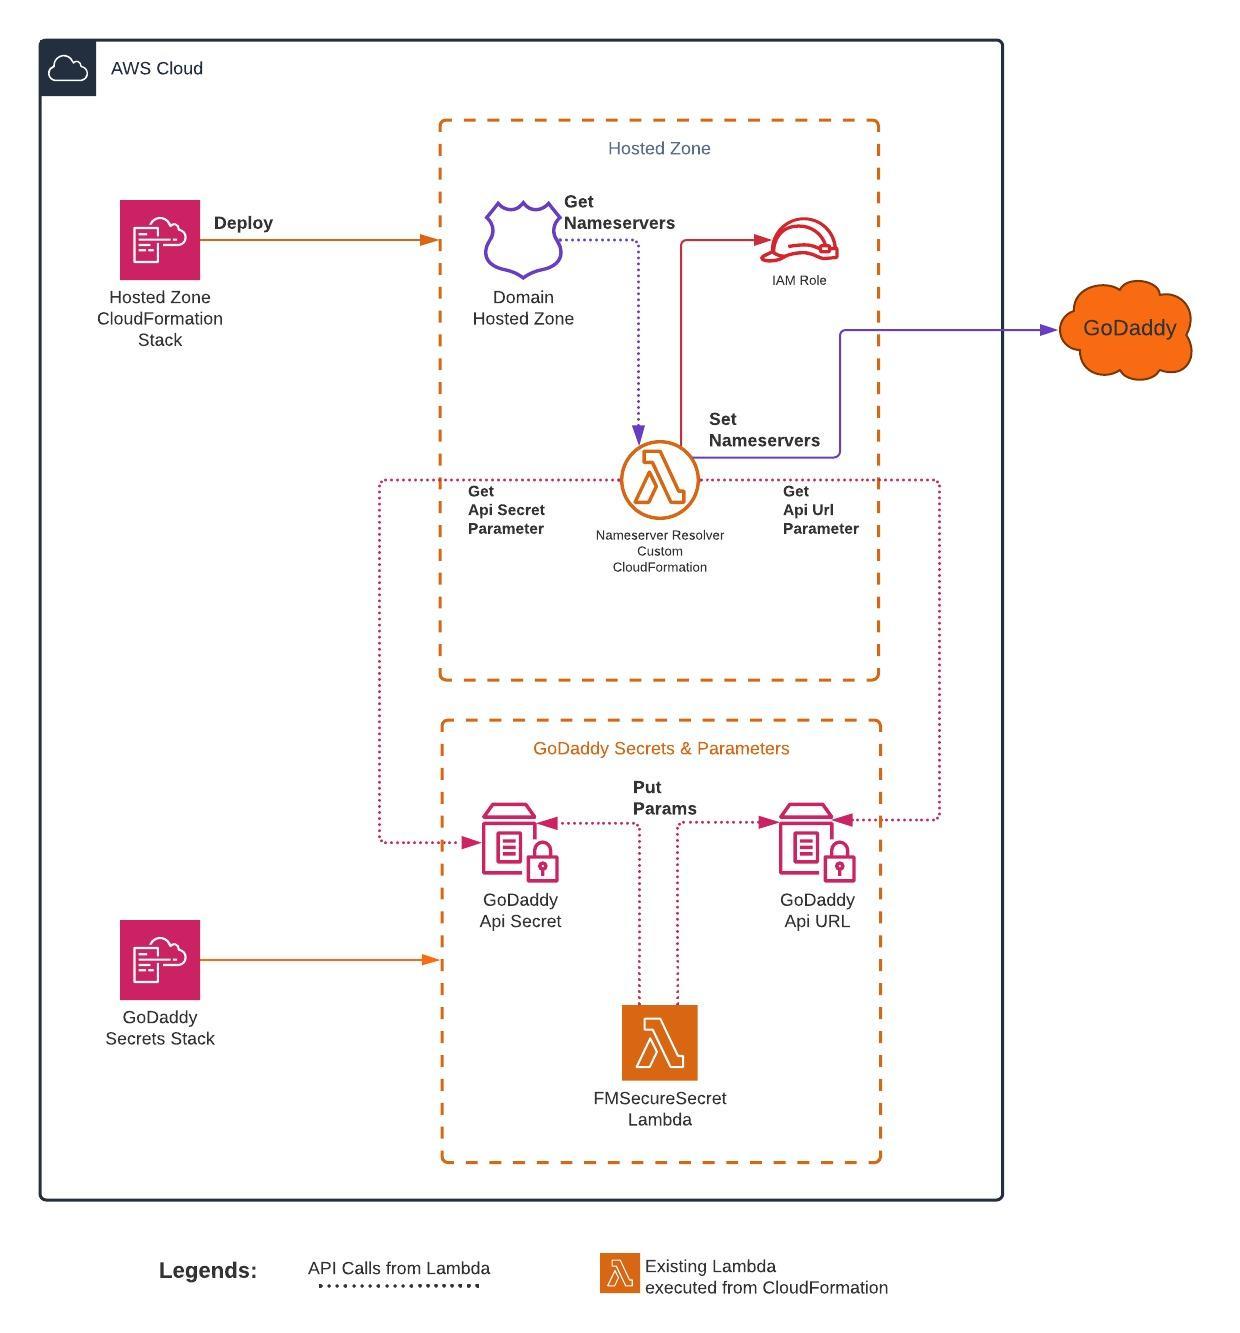 AWS Cloud
Hosted Zone
Deploy
Get
Nameservers
Hosted Zone
CloudFormation
Stack
Domain
Hosted Zone
IAM Role
GoDaddy
Set
Nameservers
Get
Api Secret
Parameter
Get
Api Url
Parameter
Nameserver Resolver
Custom
CloudFormation
GoDaddy Secrets & Parameters
Put
Params
GoDaddy
Api Secret
GoDaddy
Api URL
GoDaddy
Secrets Stack
FMSecureSecret
Lambda
Legends:
API Calls from Lambda
Existing Lambda
executed from CloudFormation